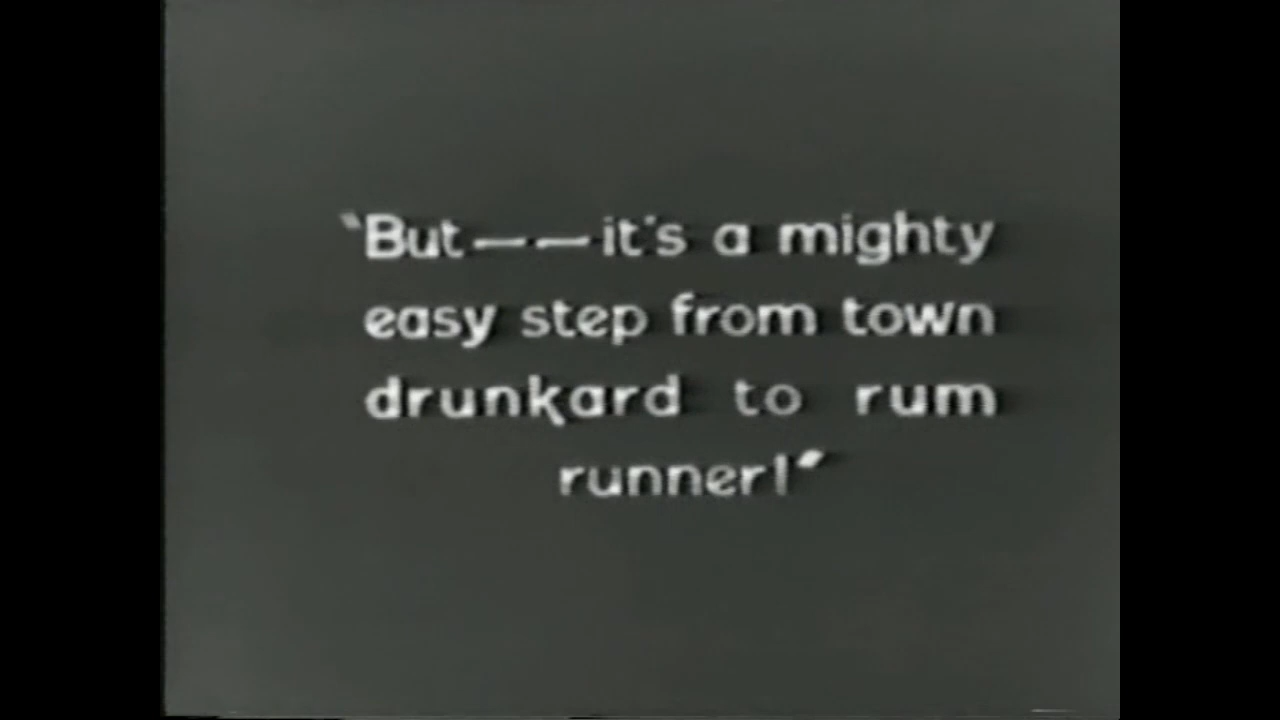 "But——it's a mighty
easy step from town
drunkard to rum
runner!"